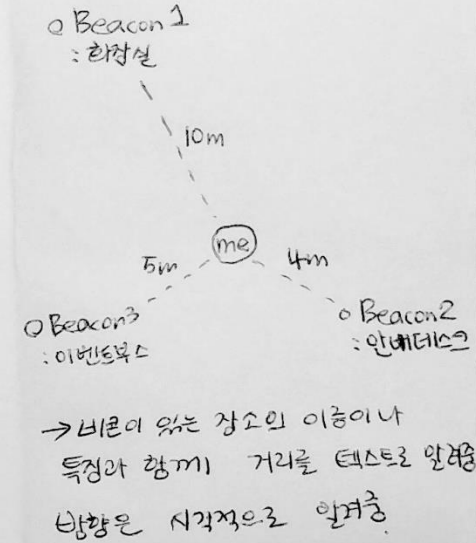 Beacon1
: 화장실
10m
me
5m
4m
Beacon3
: 이벤트부스
Beacon2
: 안내데스크
→ 비콘이 있는 장소의 이름이나
특징과 함께 거리를 텍스트로 알려줌
방향은 시각적으로 알려줌